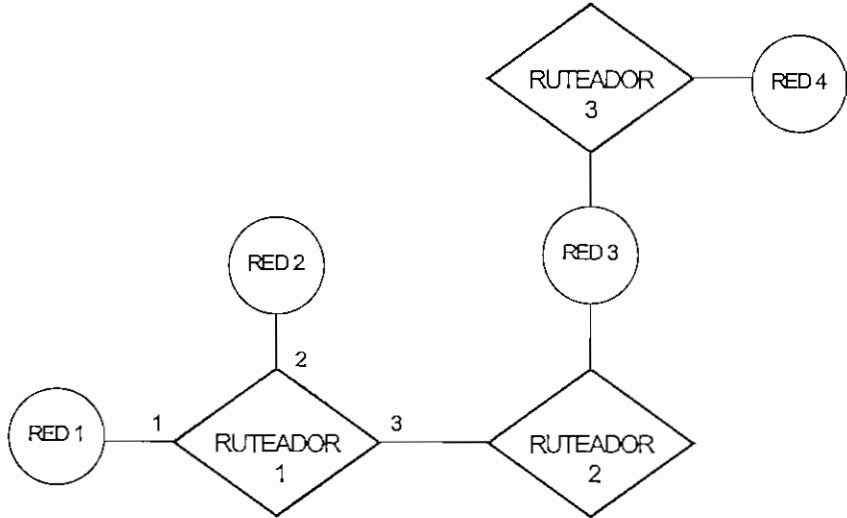 RUTEADOR
3
RED 4
RED 2
RED 3
2
RED 1
1
RUTEADOR
1
3
RUTEADOR
2